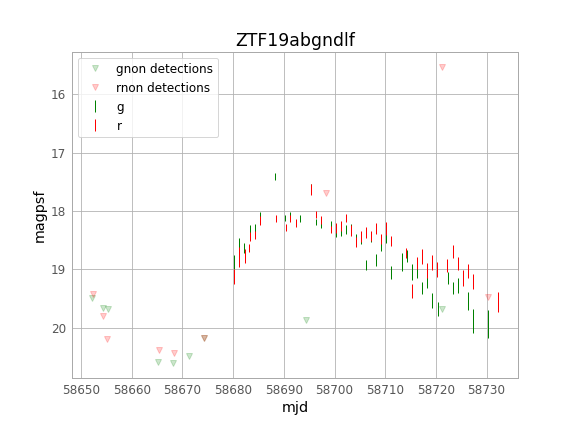 ZTF19abgndlf
gnon detections
rnon detections
g
r
magpsf
16
17
18
19
20
58650 58660 58670 58680 58690 58700 58710 58720 58730
mjd